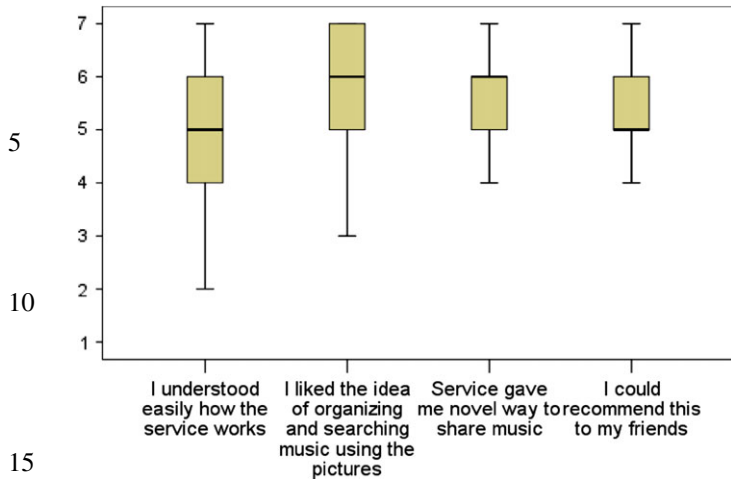 7
6
5
5
4
3
2
10
1
I understood
easily how the
service works
I liked the idea
of organizing
and searching
music using the
pictures
Service gave
me novel way to
share music
I could
recommend this
to my friends
15